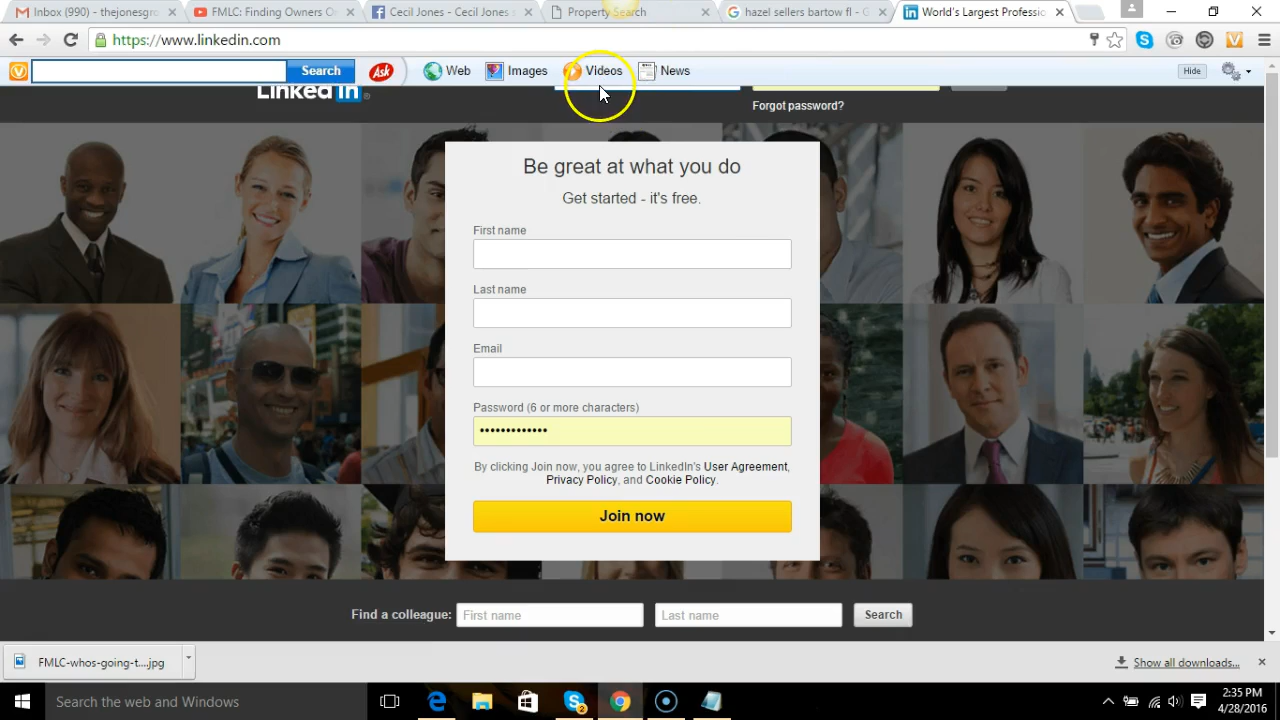 Inbox (990) - thejonesgro
FMLC: Finding Owners O
Cecil Jones - Cecil Jones
Property Search
hazel sellers bartow fl - G
World's Largest Professio
https://www.linkedin.com
Search
Ask
Web
Images
Videos
News
Hide
Linked in
Forgot password?
Be great at what you do
Get started - it's free.
First name
Last name
Email
Password (6 or more characters)
•••••••••••••
By clicking Join now, you agree to LinkedIn's User Agreement,
Privacy Policy, and Cookie Policy.
Join now
Find a colleague:
First name
Last name
Search
FMLC-whos-going-t....jpg
Show all downloads...
Search the web and Windows
2
2:35 PM
4/28/2016